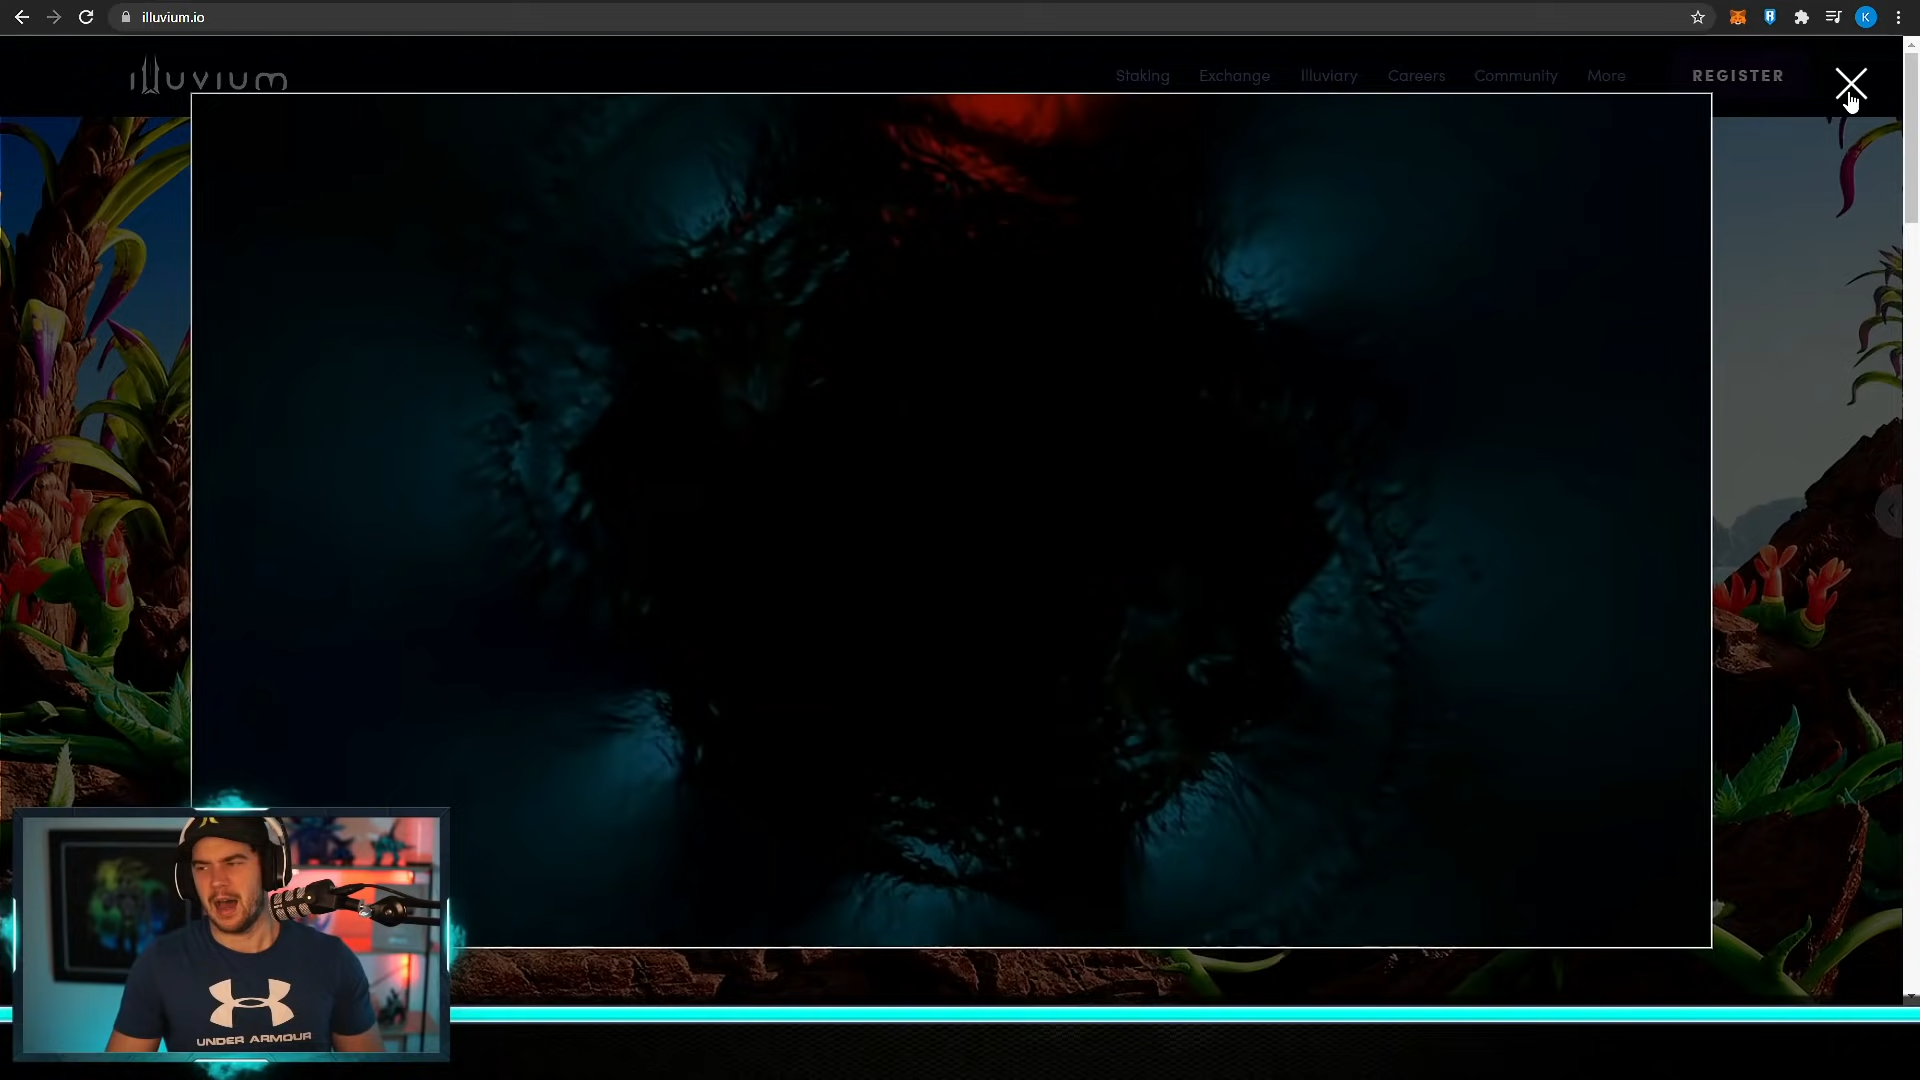 illuvium.io
K
illuvium
Staking Exchange Illuviary Careers Community More REGISTER
UNDER ARMOUR